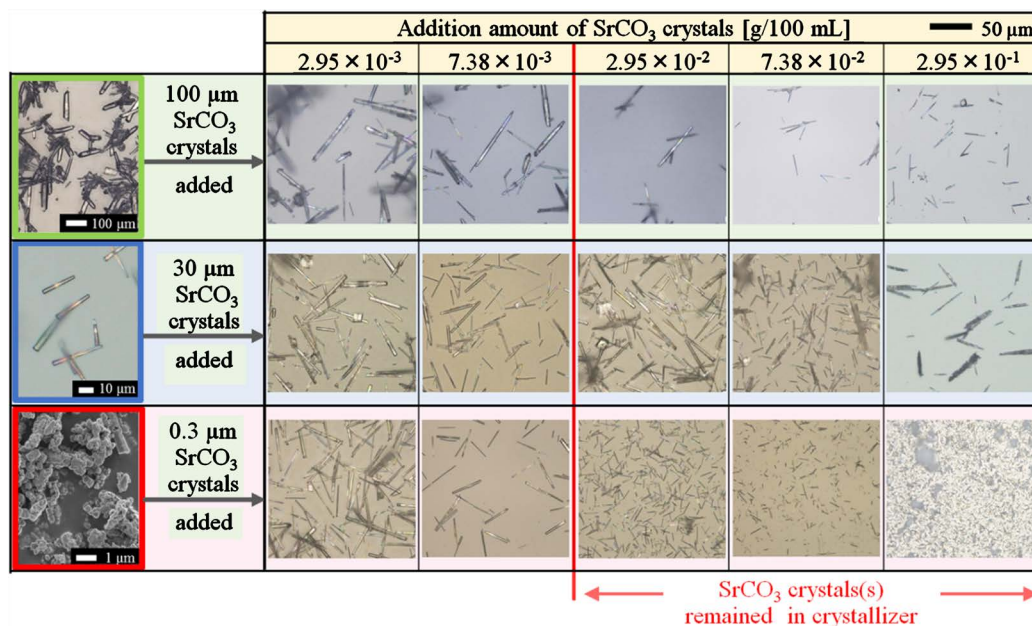 Addition amount of SrCO₃ crystals [g/100 mL]
50 μm
2.95 × 10⁻³
7.38 × 10⁻³
2.95 × 10⁻²
7.38 × 10⁻²
2.95 × 10⁻¹
100 μm
100 μm
SrCO₃
crystals
added
10 μm
30 μm
SrCO₃
crystals
added
1 μm
0.3 μm
SrCO₃
crystals
added
SrCO₃ crystals(s)
remained in crystallizer